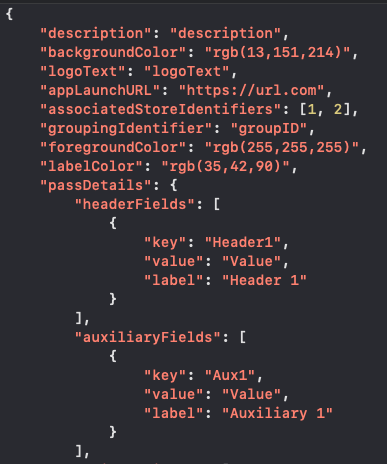 {
    "description": "description",
    "backgroundColor": "rgb(13,151,214)",
    "logoText": "logoText",
    "appLaunchURL": "https://url.com",
    "associatedStoreIdentifiers": [1, 2],
    "groupingIdentifier": "groupID",
    "foregroundColor": "rgb(255,255,255)",
    "labelColor": "rgb(35,42,90)",
    "passDetails": {
        "headerFields": [
            {
                "key": "Header1",
                "value": "Value",
                "label": "Header 1"
            }
        ],
        "auxiliaryFields": [
            {
                "key": "Aux1",
                "value": "Value",
                "label": "Auxiliary 1"
            }
        ],